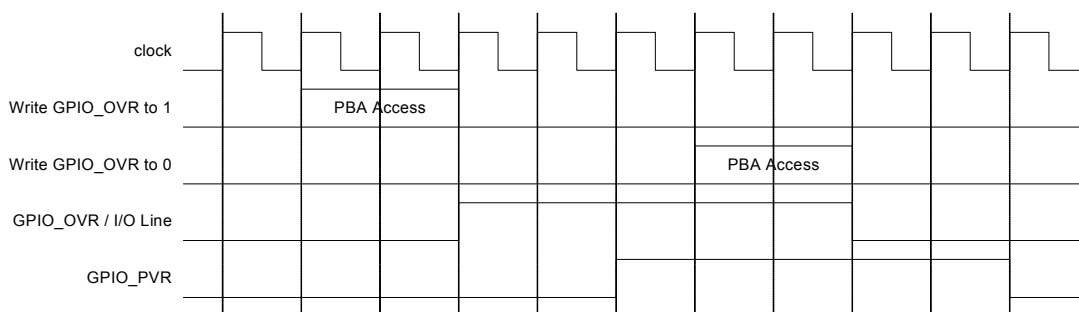 clock
Write GPIO_OVR to 1
PBA Access
Write GPIO_OVR to 0
PBA Access
GPIO_OVR / I/O Line
GPIO_PVR